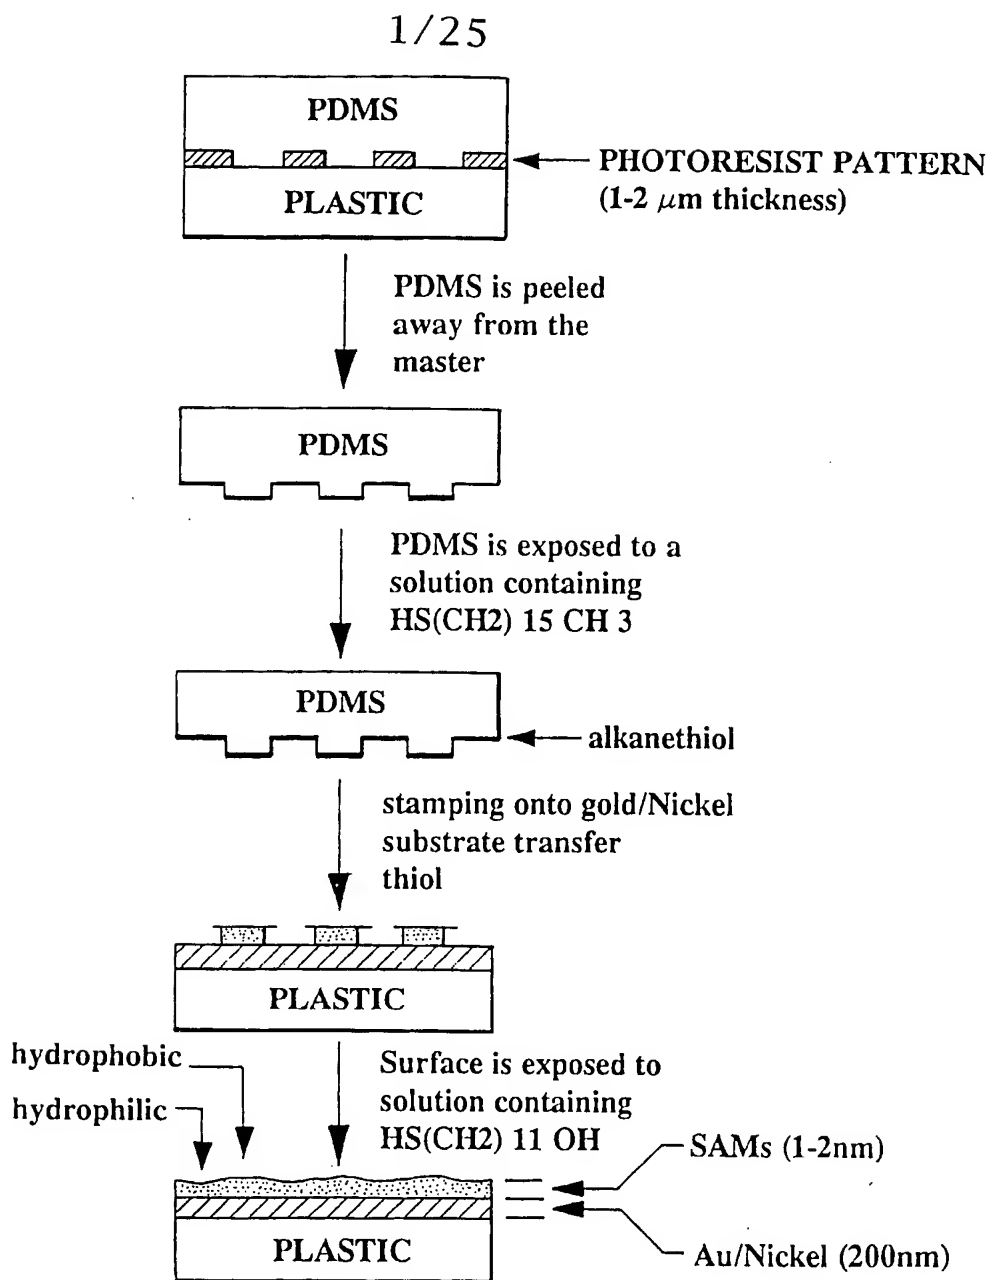 1/25
PDMS
PHOTORESIST PATTERN
(1-2 μm thickness)
PLASTIC
PDMS is peeled
away from the
master
PDMS
PDMS is exposed to a
solution containing
HS(CH2) 15 CH 3
PDMS
alkanethiol
stamping onto gold/Nickel
substrate transfer
thiol
PLASTIC
hydrophobic
hydrophilic
Surface is exposed to
solution containing
HS(CH2) 11 OH
SAMs (1-2nm)
PLASTIC
Au/Nickel (200nm)